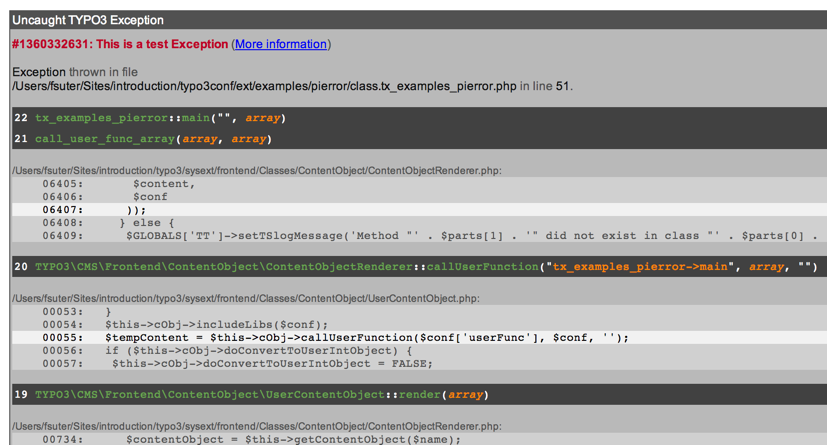 Uncaught TYPO3 Exception
#1360332631: This is a test Exception (More information)
Exception thrown in file
/Users/fsuter/Sites/introduction/typo3conf/ext/examples/pierror/class.tx_examples_pierror.php in line 51.
22 tx_examples_pierror::main("", array)
21 call_user_func_array(array, array)
/Users/fsuter/Sites/introduction/typo3/sysext/frontend/Classes/ContentObject/ContentObjectRenderer.php:
06405: $content,
06406: $conf
06407: ));
06408: } else {
06409: $GLOBALS['TT']->setTSlogMessage('Method "' . $parts[1] . '" did not exist in class "' . $parts[0] .
20 TYPO3\CMS\Frontend\ContentObject\ContentObjectRenderer::callUserFunction("tx_examples_pierror->main", array, "")
/Users/fsuter/Sites/introduction/typo3/sysext/frontend/Classes/ContentObject/UserContentObject.php:
00053: }
00054: $this->cObj->includeLibs($conf);
00055: $tempContent = $this->cObj->callUserFunction($conf['userFunc'], $conf, '');
00056: if ($this->cObj->doConvertToUserIntObject) {
00057: $this->cObj->doConvertToUserIntObject = FALSE;
19 TYPO3\CMS\Frontend\ContentObject\UserContentObject::render(array)
/Users/fsuter/Sites/introduction/typo3/sysext/frontend/Classes/ContentObject/ContentObjectRenderer.php:
00734: $contentObject = $this->getContentObject($name);